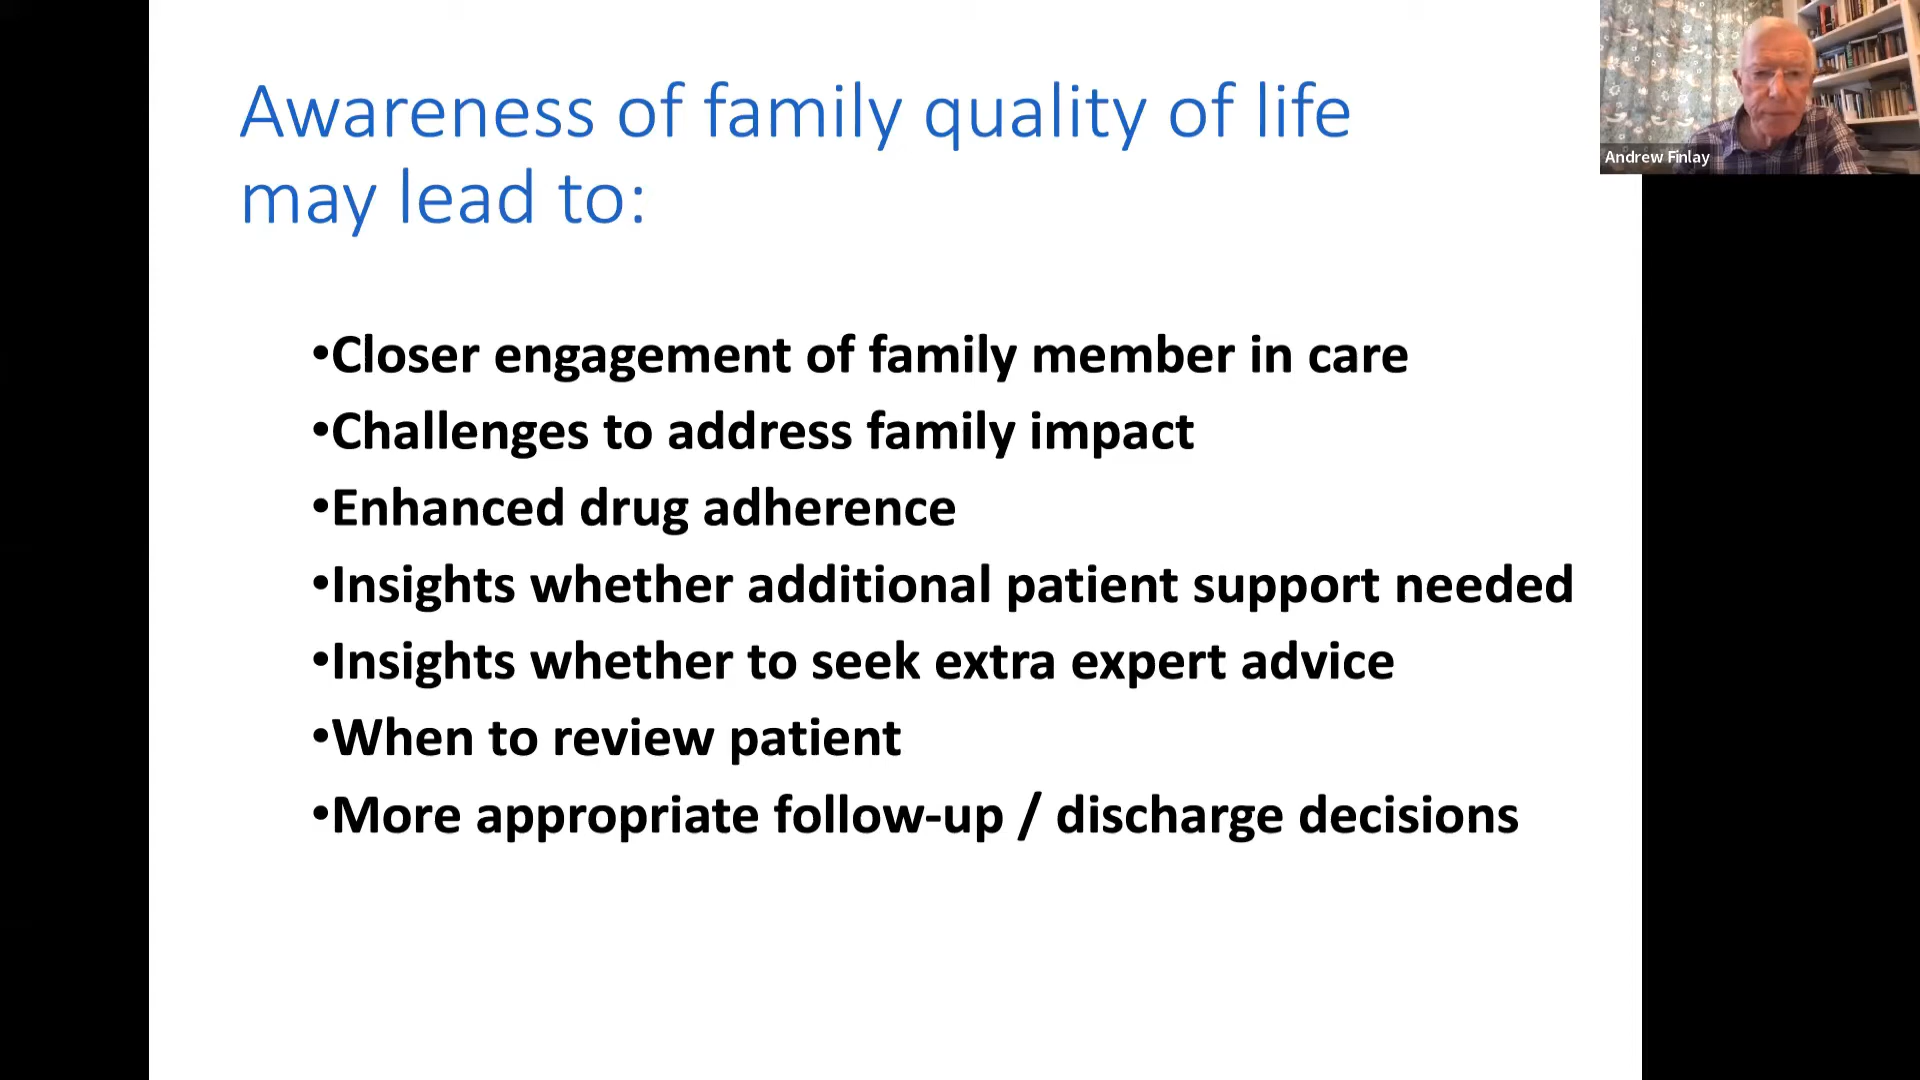 Awareness of family quality of life
may lead to:
•Closer engagement of family member in care
•Challenges to address family impact
•Enhanced drug adherence
•Insights whether additional patient support needed
•Insights whether to seek extra expert advice
•When to review patient
•More appropriate follow-up / discharge decisions
Andrew Finlay